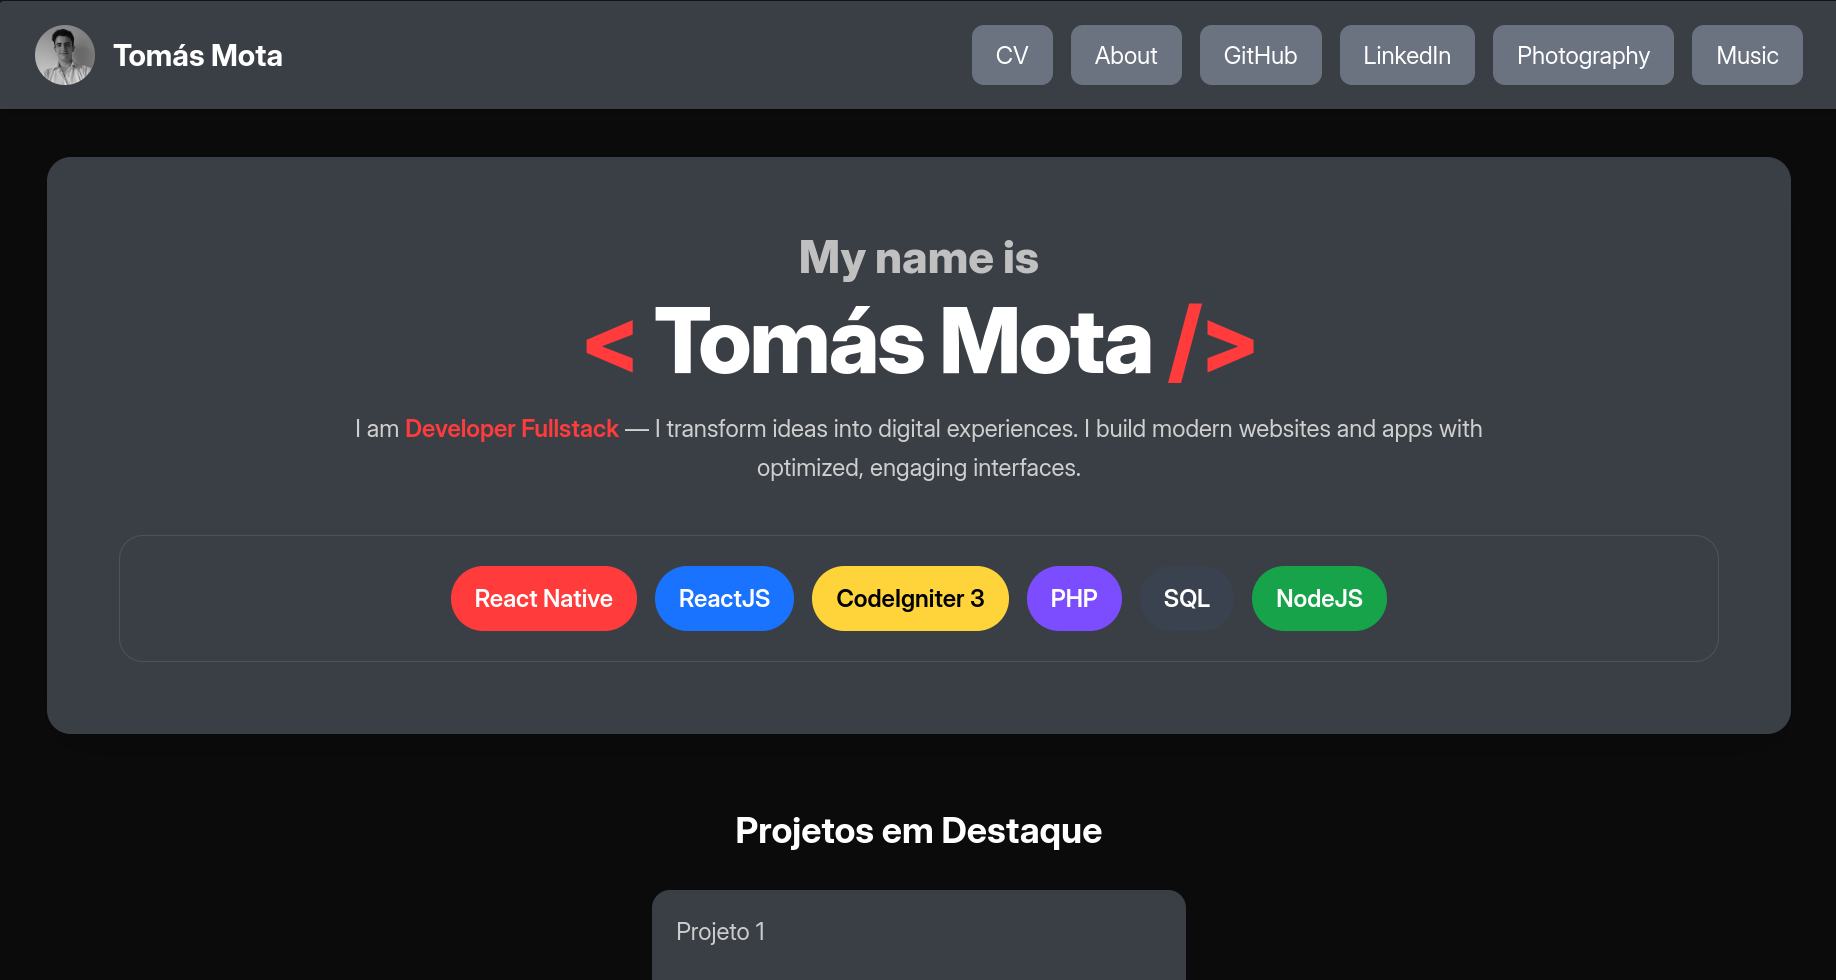 Tomás Mota
CV
About
GitHub
LinkedIn
Photography
Music
My name is
< Tomás Mota />
I am Developer Fullstack — I transform ideas into digital experiences. I build modern websites and apps with
optimized, engaging interfaces.
React Native
ReactJS
CodeIgniter 3
PHP
SQL
NodeJS
Projetos em Destaque
Projeto 1